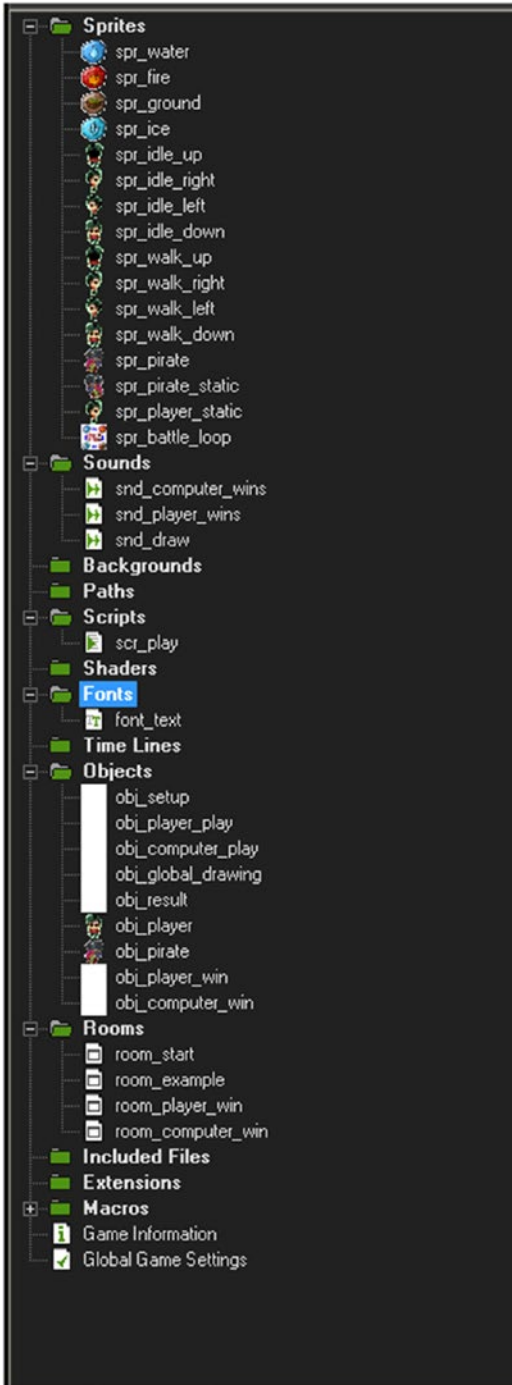 Sprites
spr_water
spr_fire
spr_ground
spr_ice
spr_idle_up
spr_idle_right
spr_idle_left
spr_idle_down
spr_walk_up
spr_walk_right
spr_walk_left
spr_walk_down
spr_pirate
spr_pirate_static
spr_player_static
spr_battle_loop
Sounds
snd_computer_wins
snd_player_wins
snd_draw
Backgrounds
Paths
Scripts
scr_play
Shaders
Fonts
font_text
Time Lines
Objects
obj_setup
obj_player_play
obj_computer_play
obj_global_drawing
obj_result
obj_player
obj_pirate
obj_player_win
obj_computer_win
Rooms
room_start
room_example
room_player_win
room_computer_win
Included Files
Extensions
Macros
Game Information
Global Game Settings